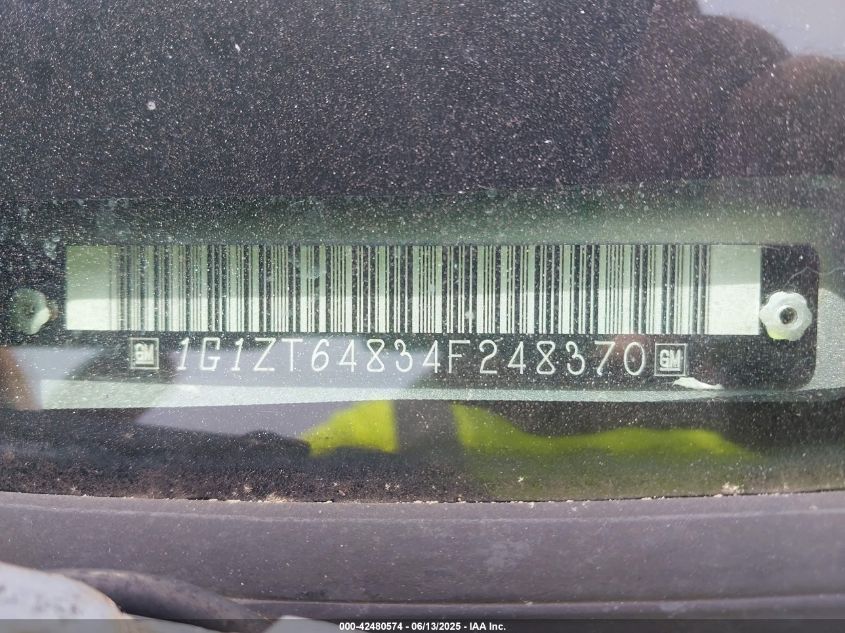 GM 1G1ZT64834F248370 GM
000-42480574 | 06/13/2025 | IAA Inc.